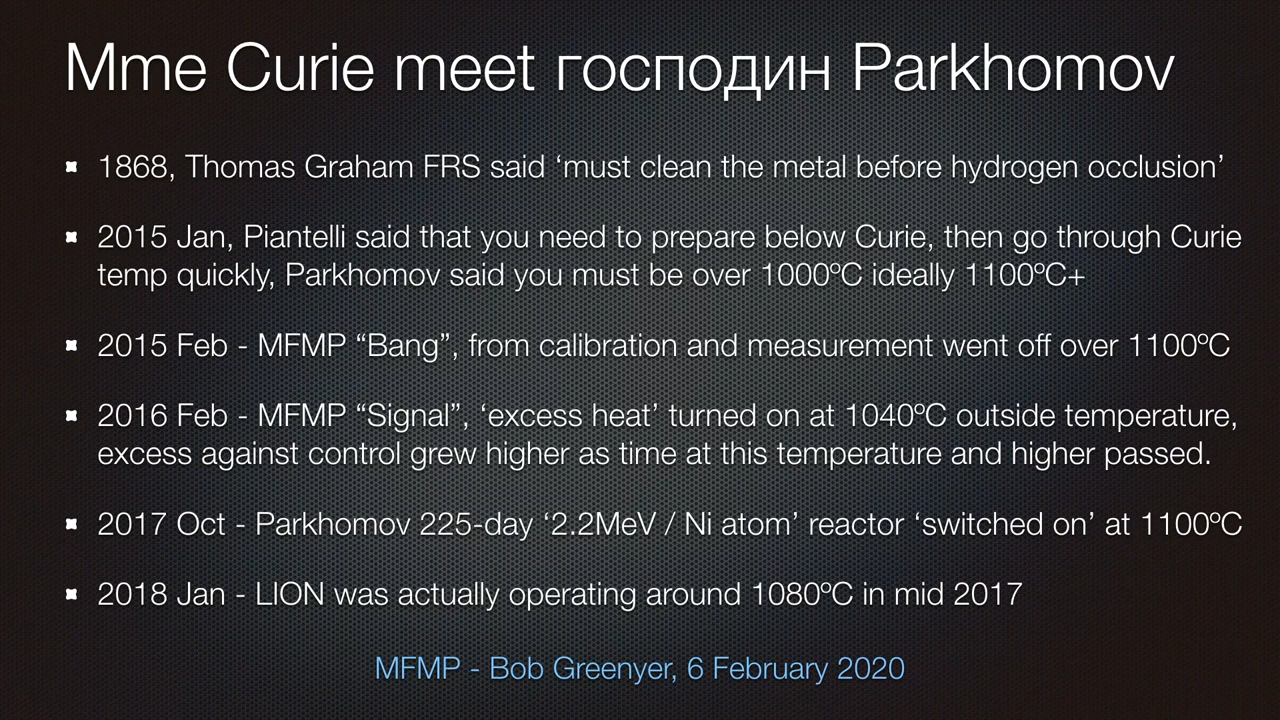 Mme Curie meet господин Parkhomov
1868, Thomas Graham FRS said ‘must clean the metal before hydrogen occlusion’
2015 Jan, Piantelli said that you need to prepare below Curie, then go through Curie
temp quickly, Parkhomov said you must be over 1000ºC ideally 1100ºC+
2015 Feb - MFMP “Bang”, from calibration and measurement went off over 1100ºC
2016 Feb - MFMP “Signal”, ‘excess heat’ turned on at 1040ºC outside temperature,
excess against control grew higher as time at this temperature and higher passed.
2017 Oct - Parkhomov 225-day ‘2.2MeV / Ni atom’ reactor ‘switched on’ at 1100ºC
2018 Jan - LION was actually operating around 1080ºC in mid 2017
MFMP - Bob Greenyer, 6 February 2020